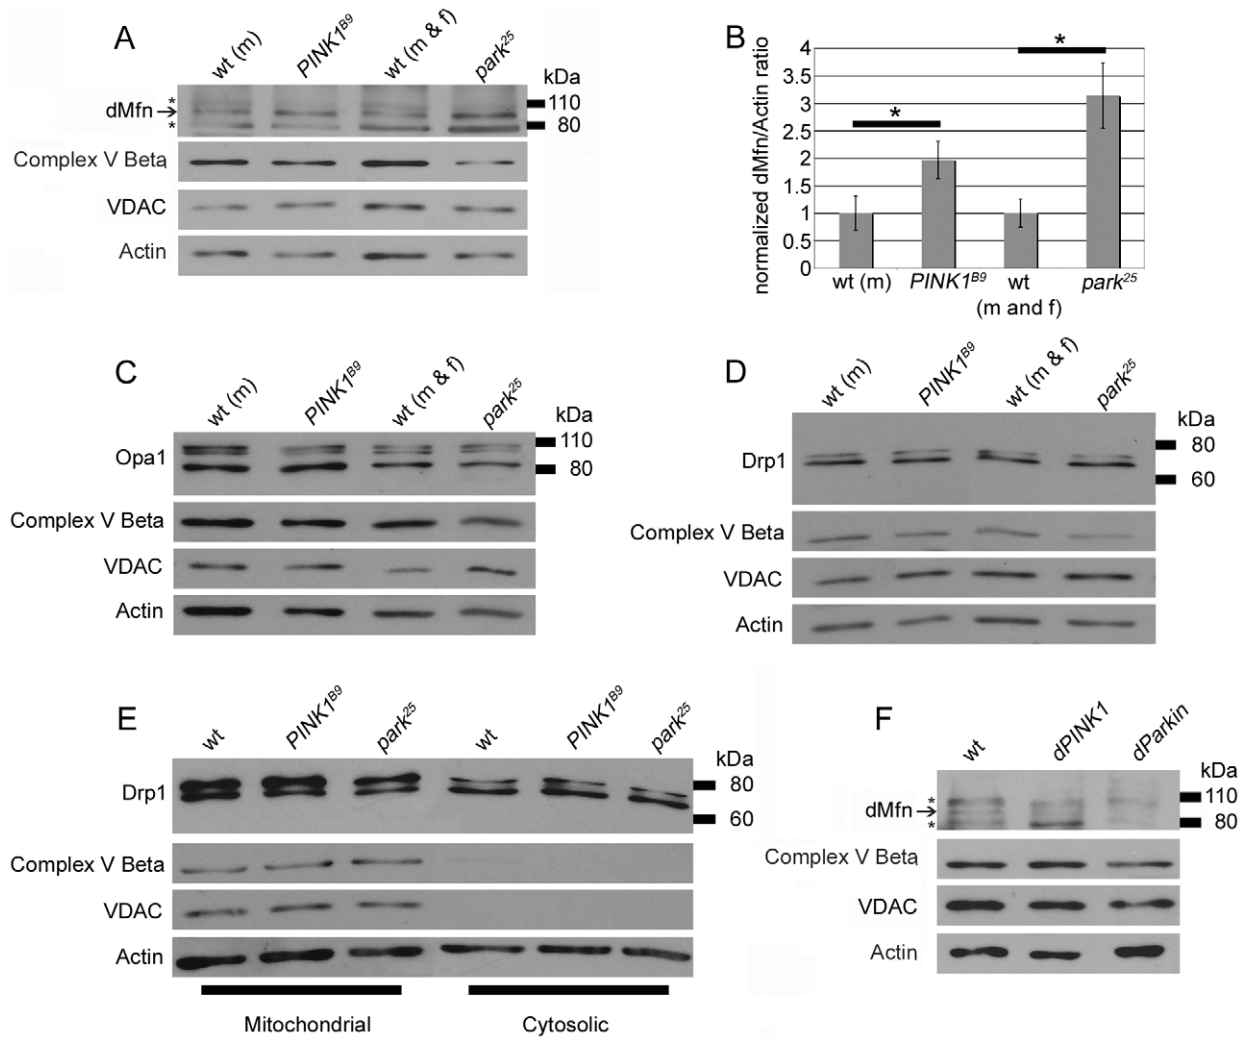 A
wt (m) PINK1B9 wt (m & f) park25
kDa
*
dMfn
*
110
80
Complex V Beta
VDAC
Actin
B
*
*
normalized dMfn/Actin ratio
4
3.5
3
2.5
2
1.5
1
0.5
0
wt (m) PINK1B9 wt park25
(m and f)
C
wt (m) PINK1B9 wt (m & f) park25
kDa
Opa1
110
80
Complex V Beta
VDAC
Actin
D
wt (m) PINK1B9 wt (m & f) park25
kDa
Drp1
80
60
Complex V Beta
VDAC
Actin
E
wt PINK1B9 park25 wt PINK1B9 park25
kDa
Drp1
80
60
Complex V Beta
VDAC
Actin
Mitochondrial Cytosolic
F
wt dPINK1 dParkin
kDa
*
dMfn
*
110
80
Complex V Beta
VDAC
Actin